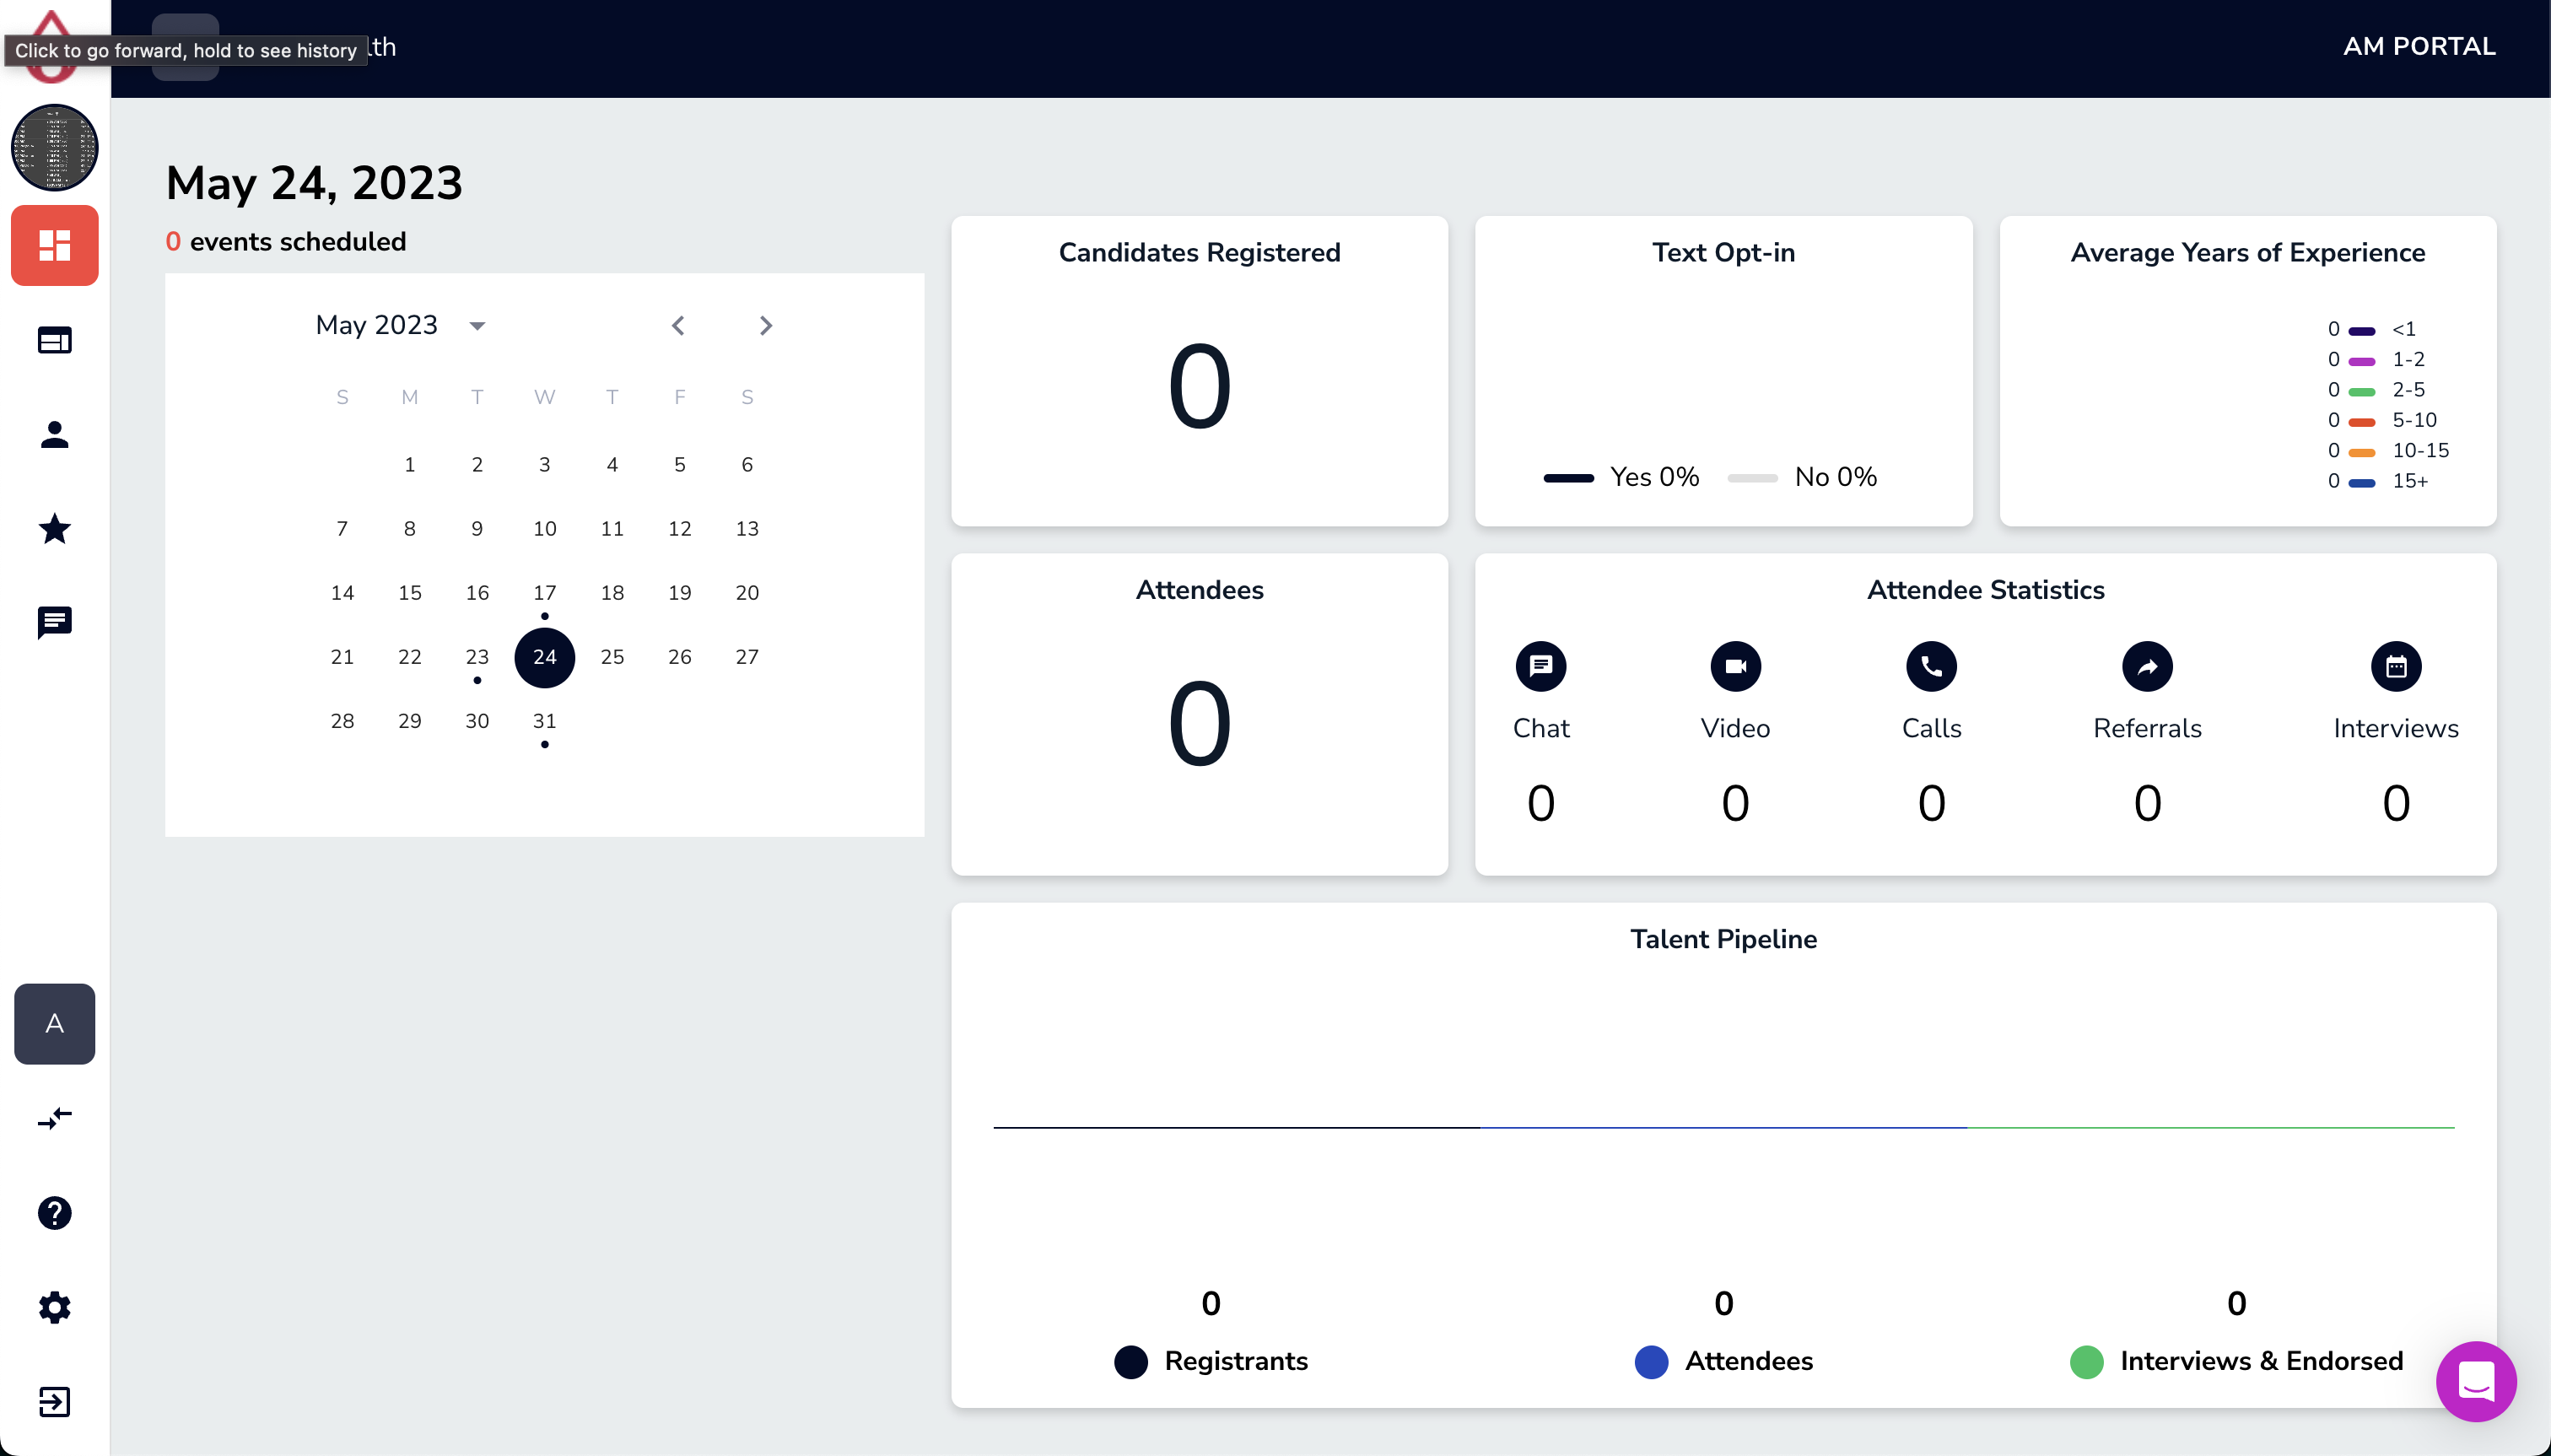 Click to go forward, hold to see history
lth
AM PORTAL
May 24, 2023
0 events scheduled
May 2023
S M T W T F S
1 2 3 4 5 6
7 8 9 10 11 12 13
14 15 16 17 18 19 20
21 22 23 24 25 26 27
28 29 30 31
Candidates Registered
0
Text Opt-in
Yes 0% No 0%
Average Years of Experience
0 <1
0 1-2
0 2-5
0 5-10
0 10-15
0 15+
Attendees
0
Attendee Statistics
Chat Video Calls Referrals Interviews
0 0 0 0 0
Talent Pipeline
0 0 0
Registrants Attendees Interviews & Endorsed
A